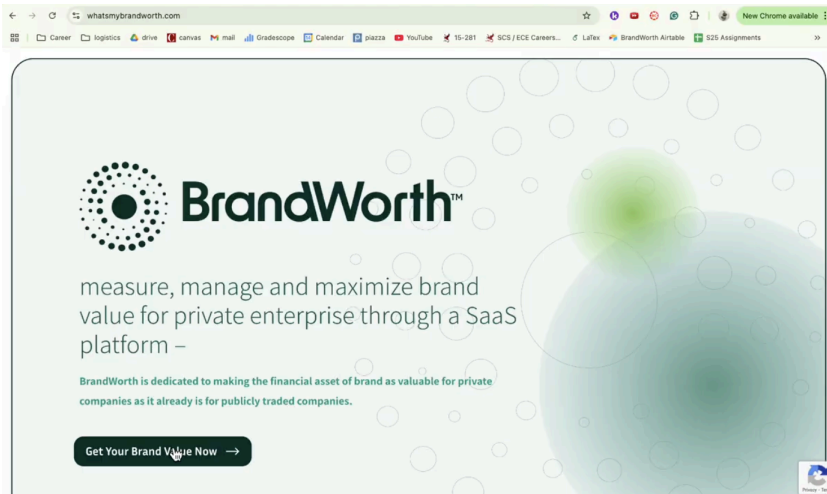 whatsmybrandworth.com
New Chrome available
Career logistics drive canvas mail Gradescope Calendar piazza YouTube 15-281 SCS / ECE Careers... LaTex BrandWorth Airtable S25 Assignments
BrandWorth™
measure, manage and maximize brand
value for private enterprise through a SaaS
platform –
BrandWorth is dedicated to making the financial asset of brand as valuable for private
companies as it already is for publicly traded companies.
Get Your Brand Value Now